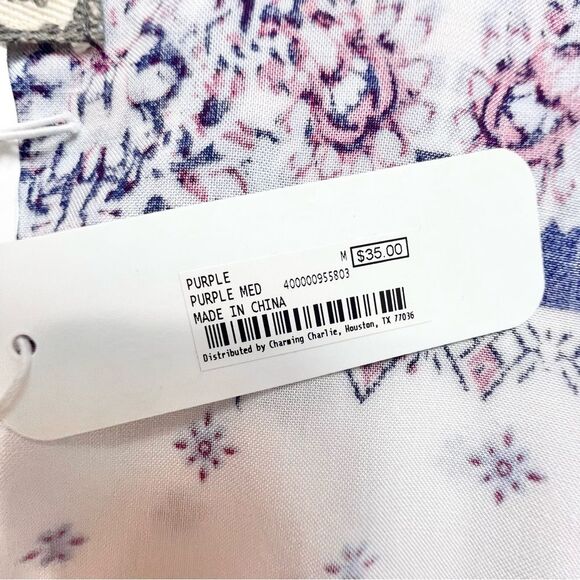 M $35.00
PURPLE
PURPLE MED 400000955803
MADE IN CHINA
Distributed by Charming Charlie, Houston, TX 77036